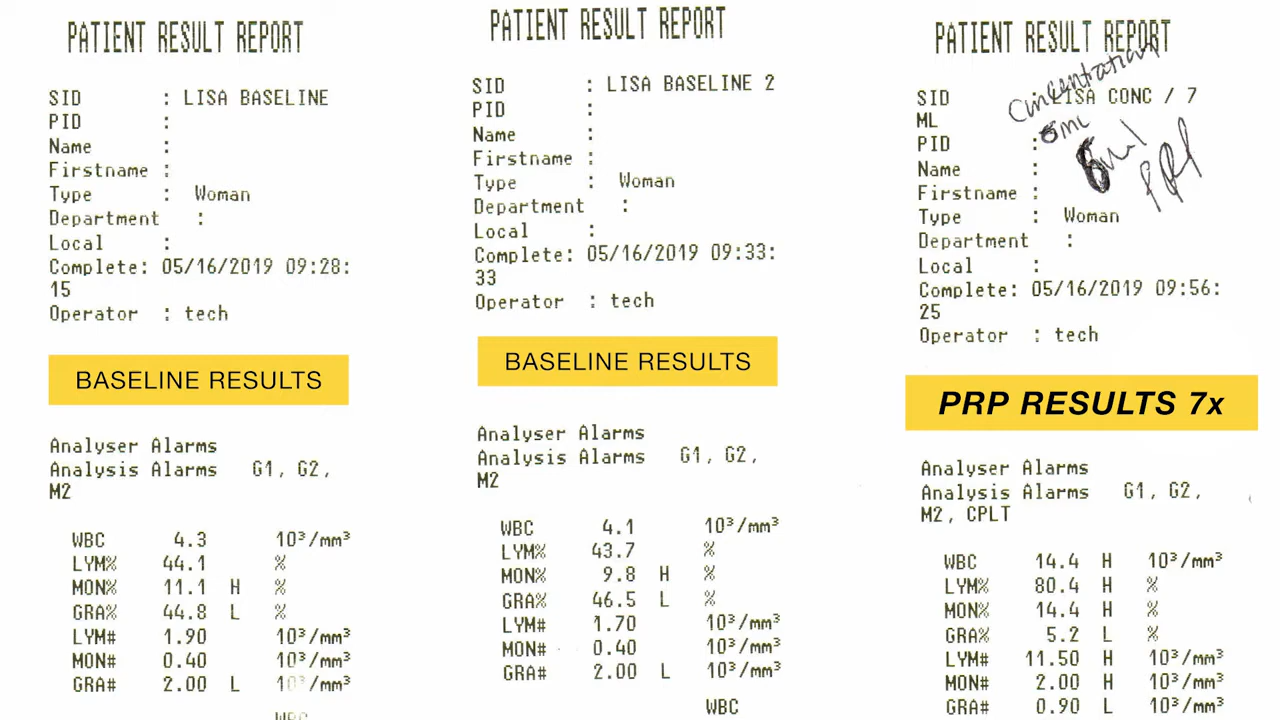 PATIENT RESULT REPORT
SID : LISA BASELINE
PID :
Name :
Firstname :
Type : Woman
Department :
Local :
Complete: 05/16/2019 09:28:
15
Operator : tech
BASELINE RESULTS
Analyser Alarms
Analysis Alarms G1, G2,
M2
WBC 4.3 10³/mm³
LYM% 44.1 %
MON% 11.1 H %
GRA% 44.8 L %
LYM# 1.90 10³/mm³
MON# 0.40 10³/mm³
GRA# 2.00 L 10³/mm³
WBC
PATIENT RESULT REPORT
SID : LISA BASELINE 2
PID :
Name :
Firstname :
Type : Woman
Department :
Local :
Complete: 05/16/2019 09:33:
33
Operator : tech
BASELINE RESULTS
Analyser Alarms
Analysis Alarms G1, G2,
M2
WBC 4.1 10³/mm³
LYM% 43.7 %
MON% 9.8 H %
GRA% 46.5 L %
LYM# 1.70 10³/mm³
MON# 0.40 10³/mm³
GRA# 2.00 L 10³/mm³
WBC
PATIENT RESULT REPORT
Concentration
SID : LISA CONC / 7
ML
8ml
PID :
Name :
Firstname :
Type : Woman
Department :
Local :
Complete: 05/16/2019 09:56:
25
Operator : tech
PRP RESULTS 7x
Analyser Alarms
Analysis Alarms G1, G2,
M2, CPLT
WBC 14.4 H 10³/mm³
LYM% 80.4 H %
MON% 14.4 H %
GRA% 5.2 L %
LYM# 11.50 H 10³/mm³
MON# 2.00 H 10³/mm³
GRA# 0.90 L 10³/mm³